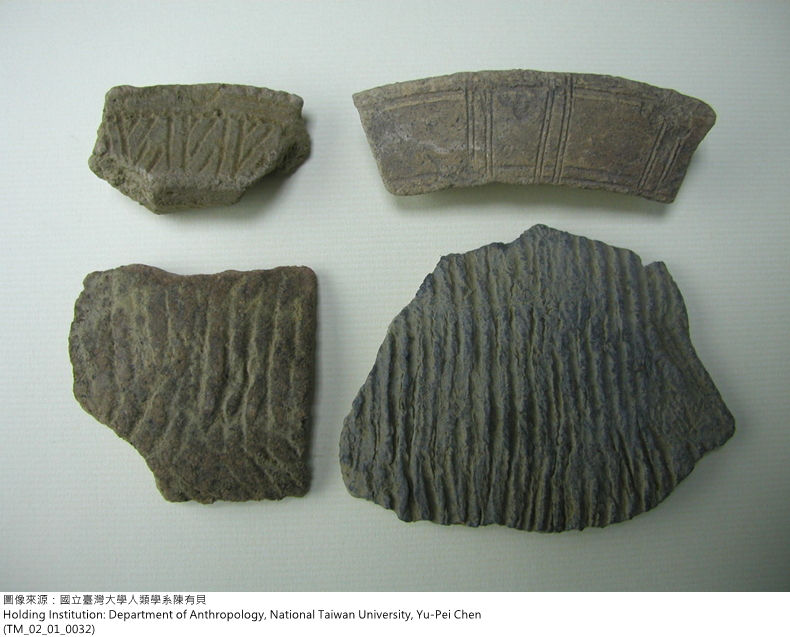 圖像來源：國立臺灣大學人類學系陳有貝
Holding Institution: Department of Anthropology, National Taiwan University, Yu-Pei Chen
(TM_02_01_0032)